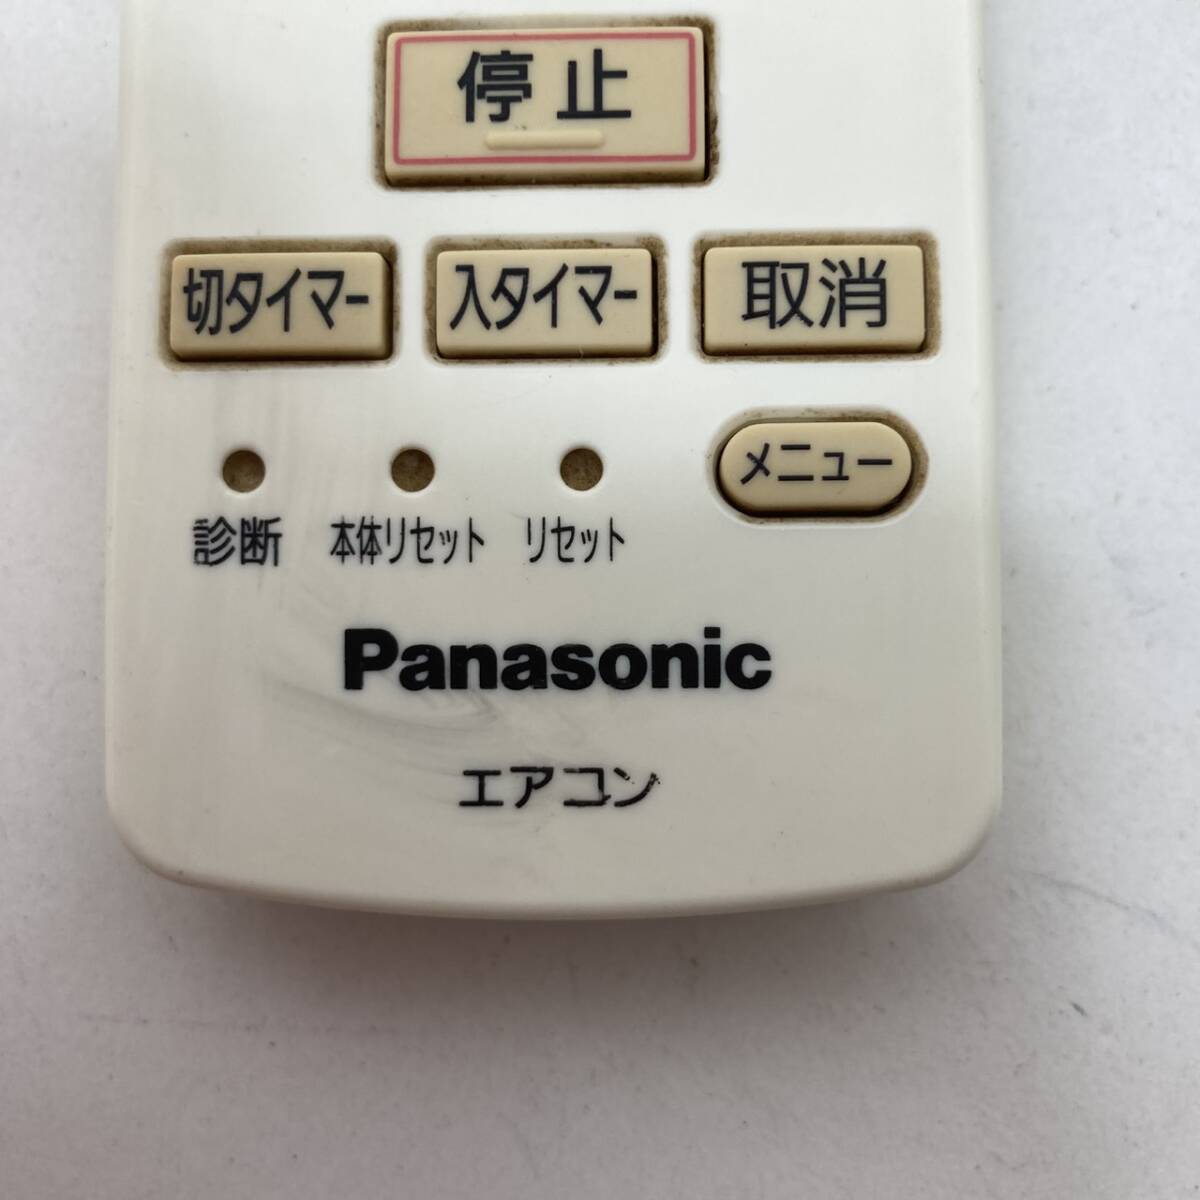 停止
切タイマー 入タイマー 取消
メニュー
診断 本体リセット リセット
Panasonic
エアコン